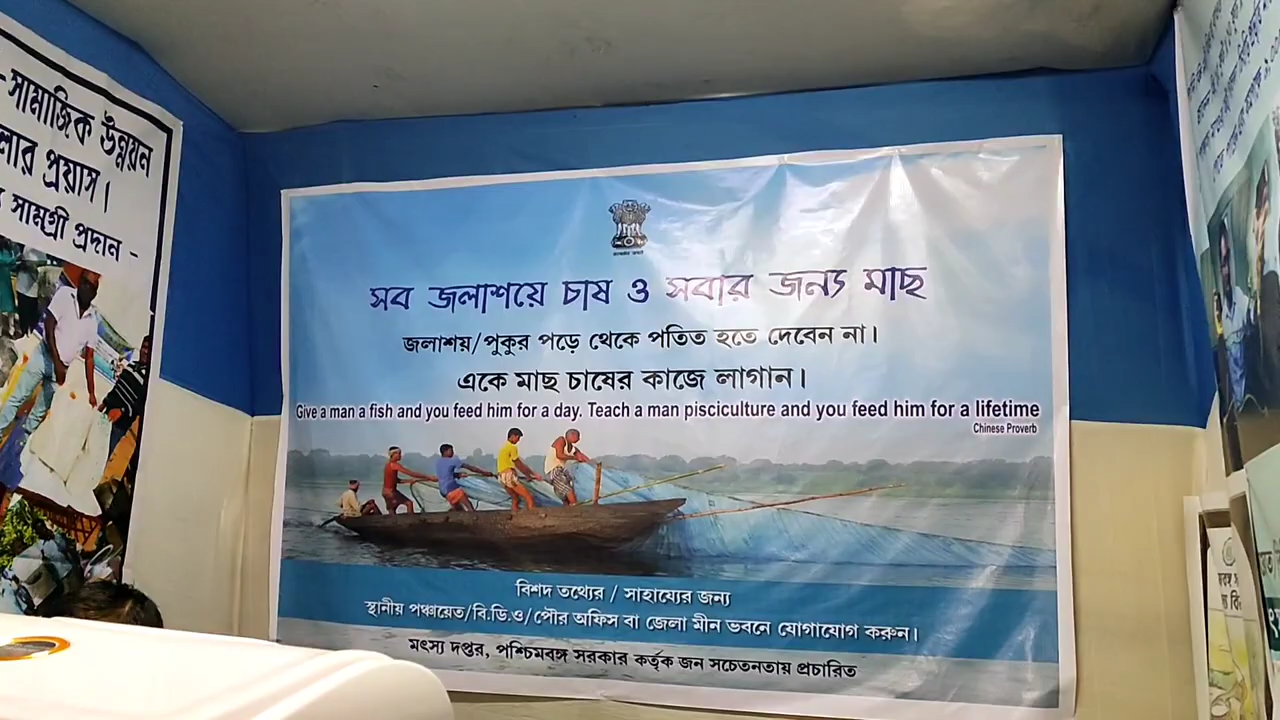 সামাজিক উন্নয়ন
প্রয়াস।
সামগ্রী প্রদান -
সব জলাশয়ে চাষ ও সবার জন্য মাছ
জলাশয়/পুকুর পড়ে থেকে পতিত হতে দেবেন না।
একে মাছ চাষের কাজে লাগান।
Give a man a fish and you feed him for a day. Teach a man pisciculture and you feed him for a lifetime
Chinese Proverb
বিশদ তথ্যের / সাহায্যের জন্য
স্থানীয় পঞ্চায়েত/বি.ডি.ও/পৌর অফিস বা জেলা মীন ভবনে যোগাযোগ করুন।
মৎস্য দপ্তর, পশ্চিমবঙ্গ সরকার কর্তৃক জন সচেতনতায় প্রচারিত